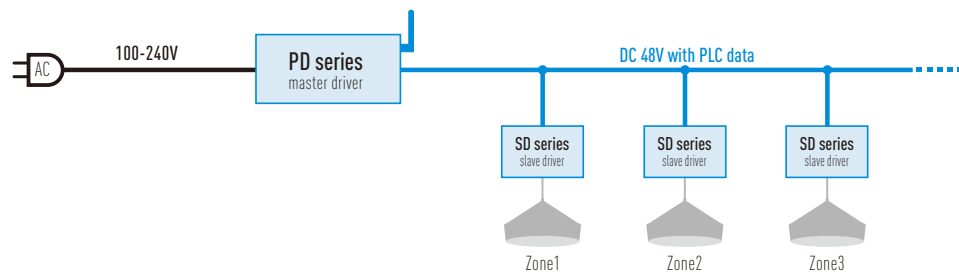 AC
100-240V
PD series
master driver
DC 48V with PLC data
SD series
slave driver
SD series
slave driver
SD series
slave driver
Zone1
Zone2
Zone3